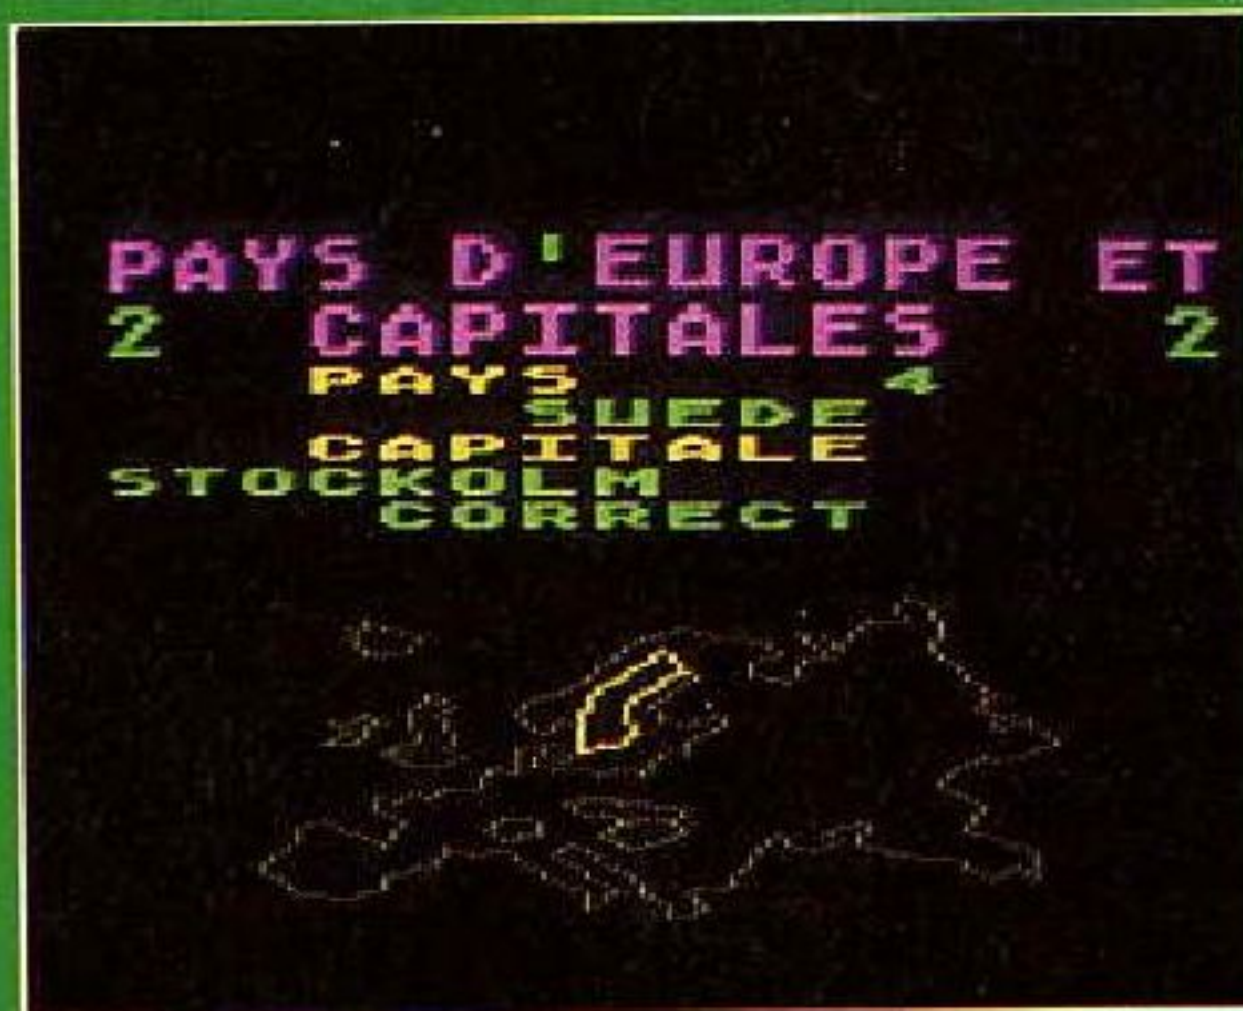 PAYS D'EUROPE ET
2 CAPITALES 2
PAYS 4
SUEDE
CAPITALE
STOCKOLM
CORRECT